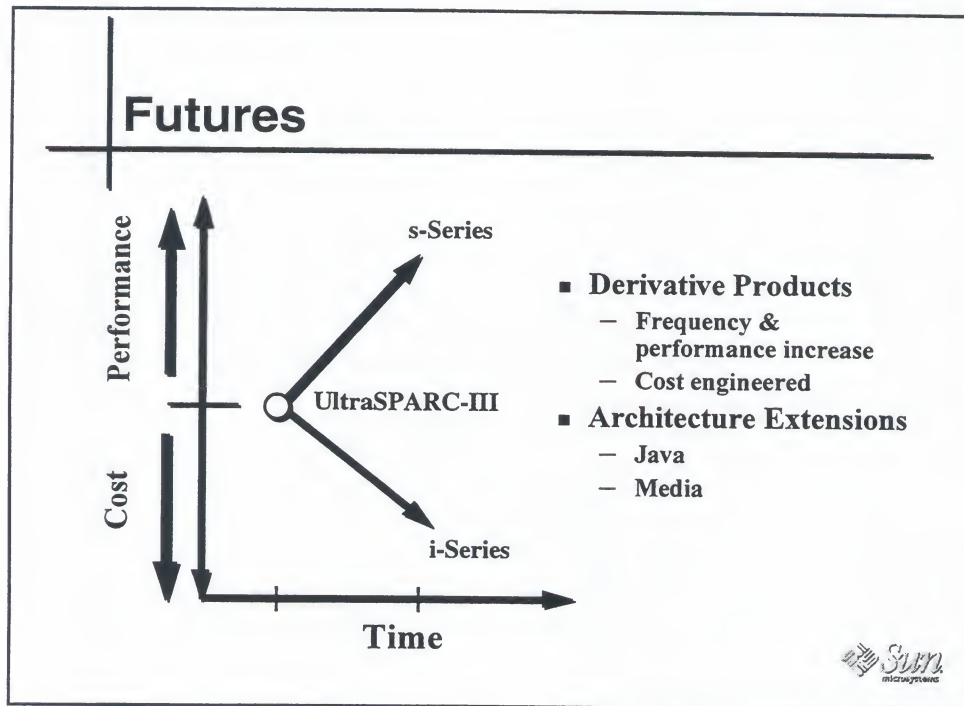 Futures
Performance
Cost
s-Series
UltraSPARC-III
i-Series
Time
■ Derivative Products
– Frequency &
performance increase
– Cost engineered
■ Architecture Extensions
– Java
– Media
Sun
microsystems